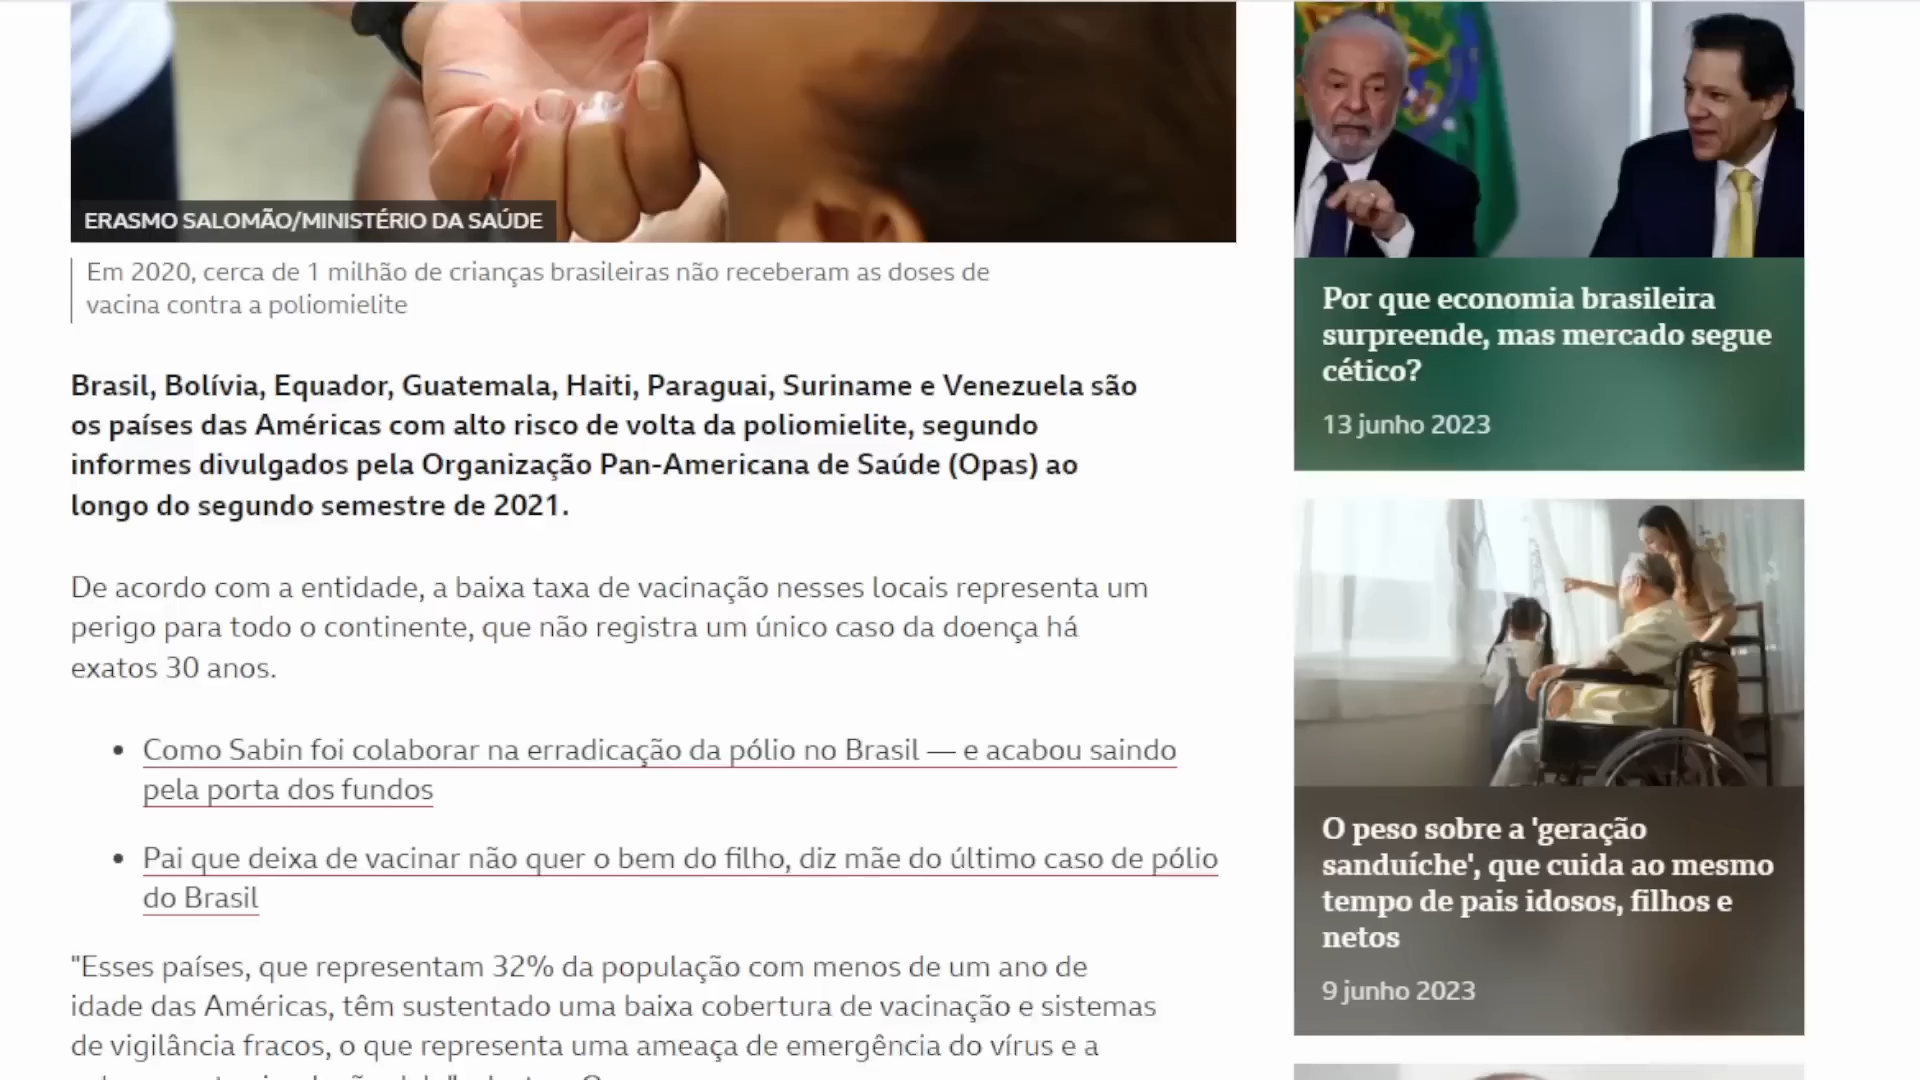 ERASMO SALOMÃO/MINISTÉRIO DA SAÚDE
Em 2020, cerca de 1 milhão de crianças brasileiras não receberam as doses de
vacina contra a poliomielite
Brasil, Bolívia, Equador, Guatemala, Haiti, Paraguai, Suriname e Venezuela são
os países das Américas com alto risco de volta da poliomielite, segundo
informes divulgados pela Organização Pan-Americana de Saúde (Opas) ao
longo do segundo semestre de 2021.
De acordo com a entidade, a baixa taxa de vacinação nesses locais representa um
perigo para todo o continente, que não registra um único caso da doença há
exatos 30 anos.
Como Sabin foi colaborar na erradicação da pólio no Brasil — e acabou saindo
pela porta dos fundos
Pai que deixa de vacinar não quer o bem do filho, diz mãe do último caso de pólio
do Brasil
"Esses países, que representam 32% da população com menos de um ano de
idade das Américas, têm sustentado uma baixa cobertura de vacinação e sistemas
de vigilância fracos, o que representa uma ameaça de emergência do vírus e a
Por que economia brasileira
surpreende, mas mercado segue
cético?
13 junho 2023
O peso sobre a 'geração
sanduíche', que cuida ao mesmo
tempo de pais idosos, filhos e
netos
9 junho 2023